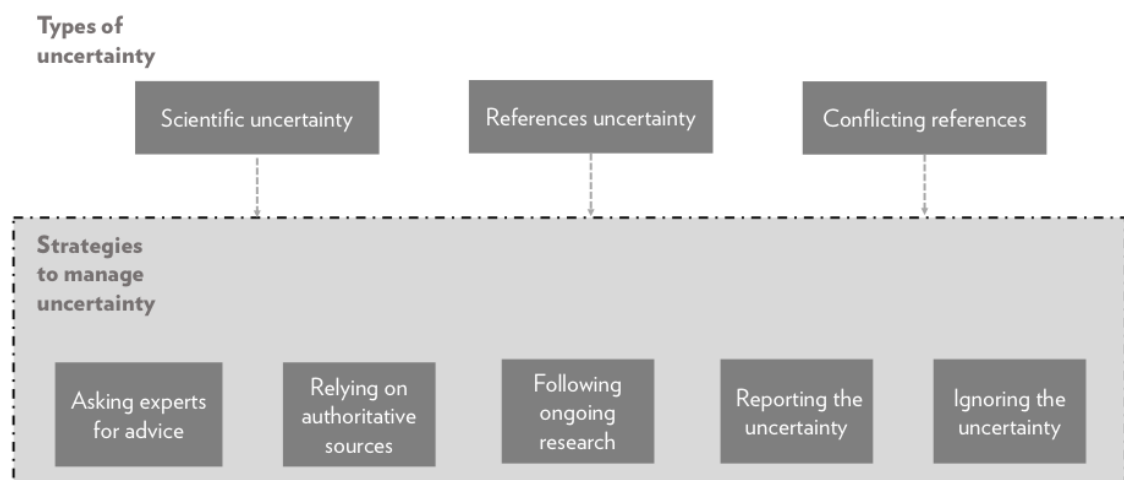 Types of
uncertainty
Scientific uncertainty
References uncertainty
Conflicting references
Strategies
to manage
uncertainty
Asking experts
for advice
Relying on
authoritative
sources
Following
ongoing
research
Reporting the
uncertainty
Ignoring the
uncertainty